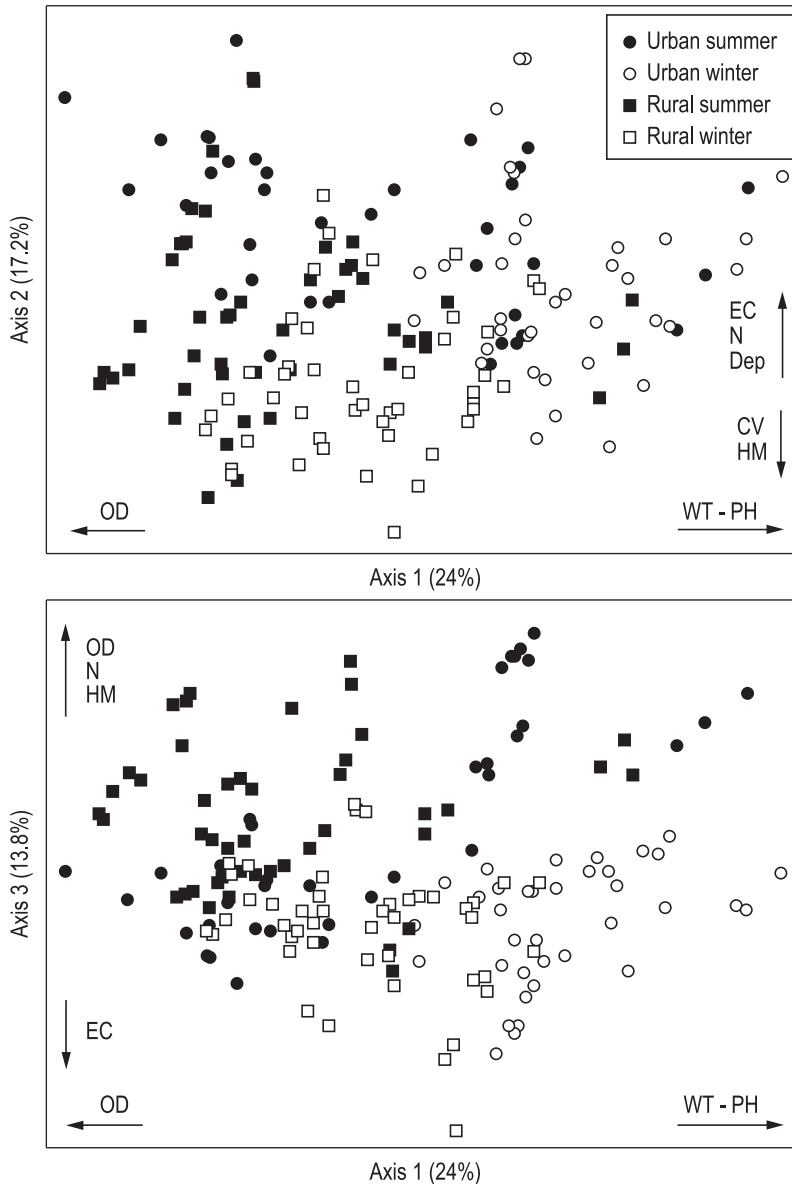 Urban summer
Urban winter
Rural summer
Rural winter
Axis 2 (17.2%)
EC
N
Dep
CV
HM
OD
WT - PH
Axis 1 (24%)
OD
N
HM
Axis 3 (13.8%)
EC
OD
WT - PH
Axis 1 (24%)